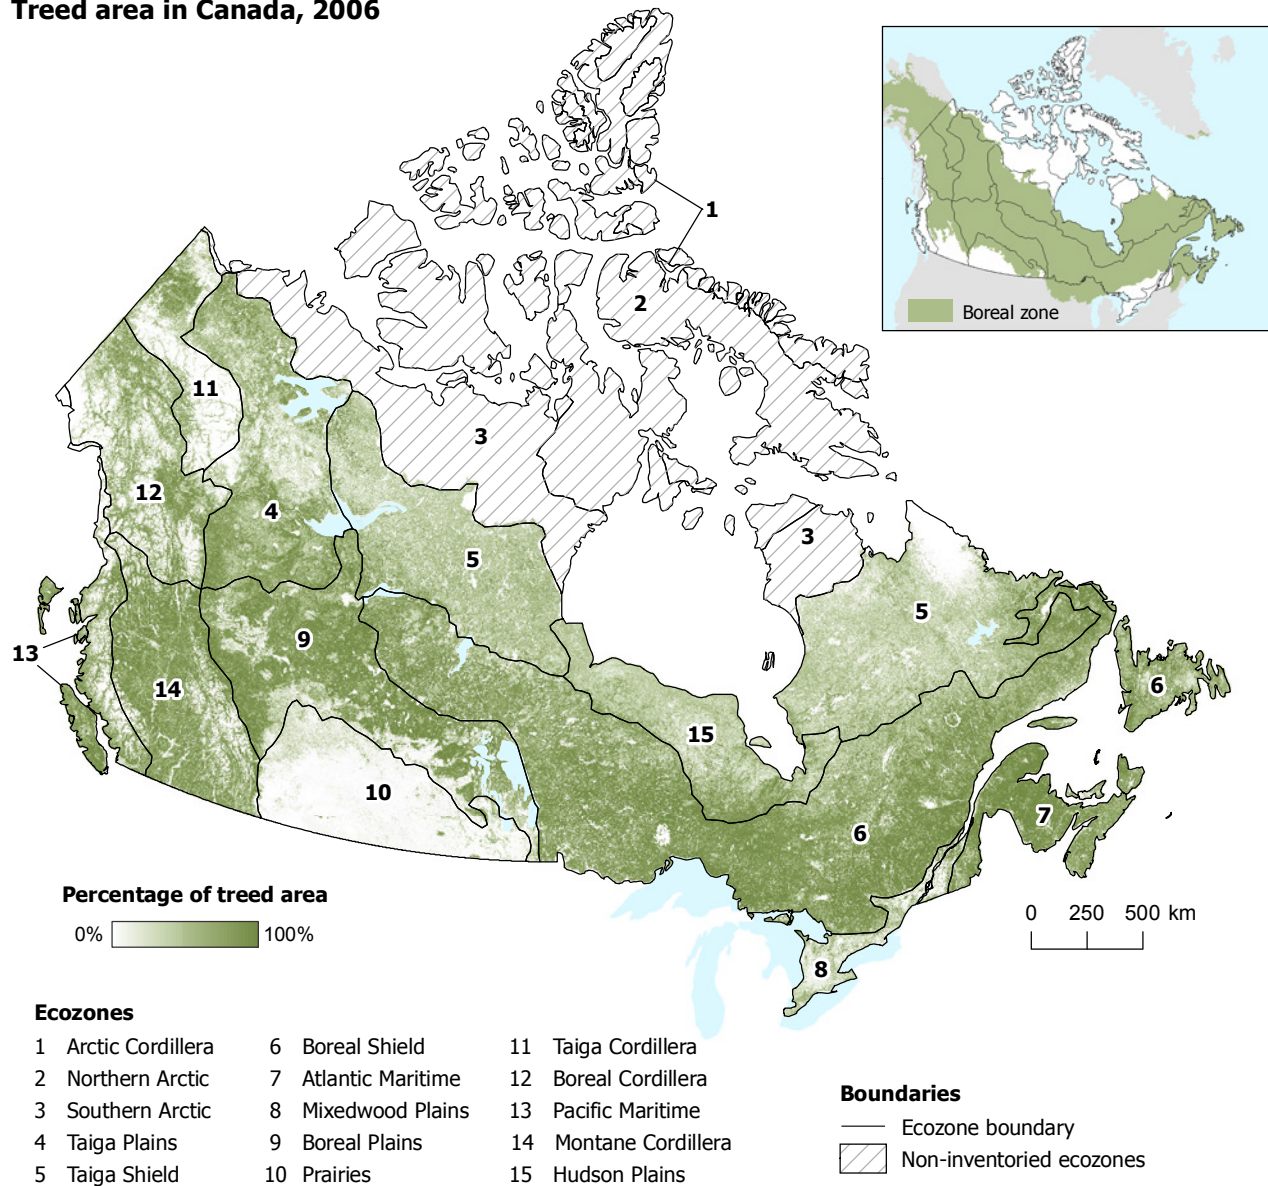 Treed area in Canada, 2006
1
2
Boreal zone
11
3
12
4
3
5
5
9
13
14
6
15
10
7
6
Percentage of treed area
0% 100%
0 250 500 km
8
Ecozones
1 Arctic Cordillera
2 Northern Arctic
3 Southern Arctic
4 Taiga Plains
5 Taiga Shield
6 Boreal Shield
7 Atlantic Maritime
8 Mixedwood Plains
9 Boreal Plains
10 Prairies
11 Taiga Cordillera
12 Boreal Cordillera
13 Pacific Maritime
14 Montane Cordillera
15 Hudson Plains
Boundaries
Ecozone boundary
Non-inventoried ecozones